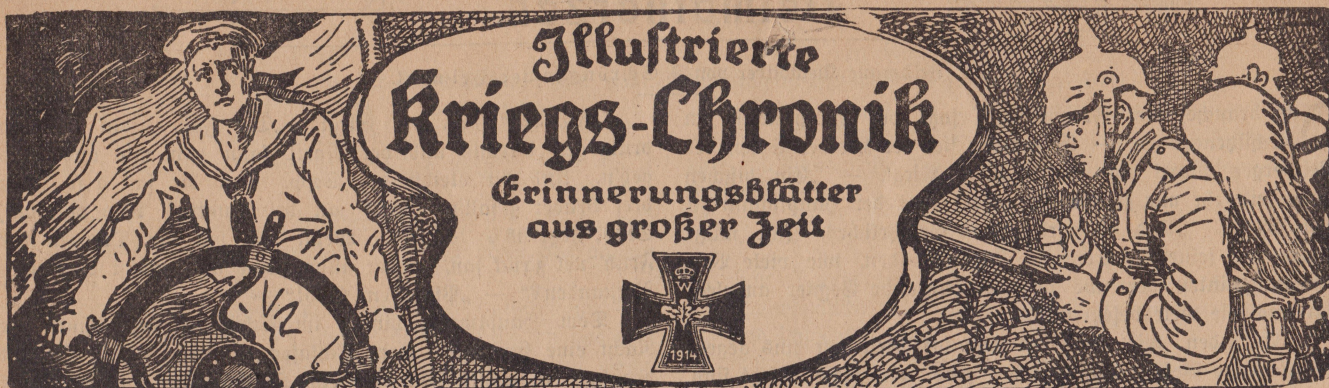 Illuſtrierte
Kriegs-Chronik
Erinnerungsblätter
aus großer Zeit
W
1914